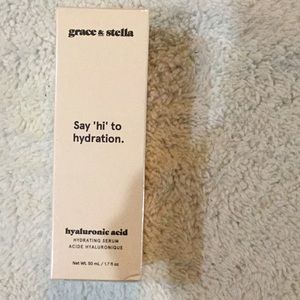 grace & stella
Say 'hi' to
hydration.
hyaluronic acid
HYDRATING SERUM
ACIDE HYALURONIQUE
Net Wt. 50 mL / 1.7 fl oz